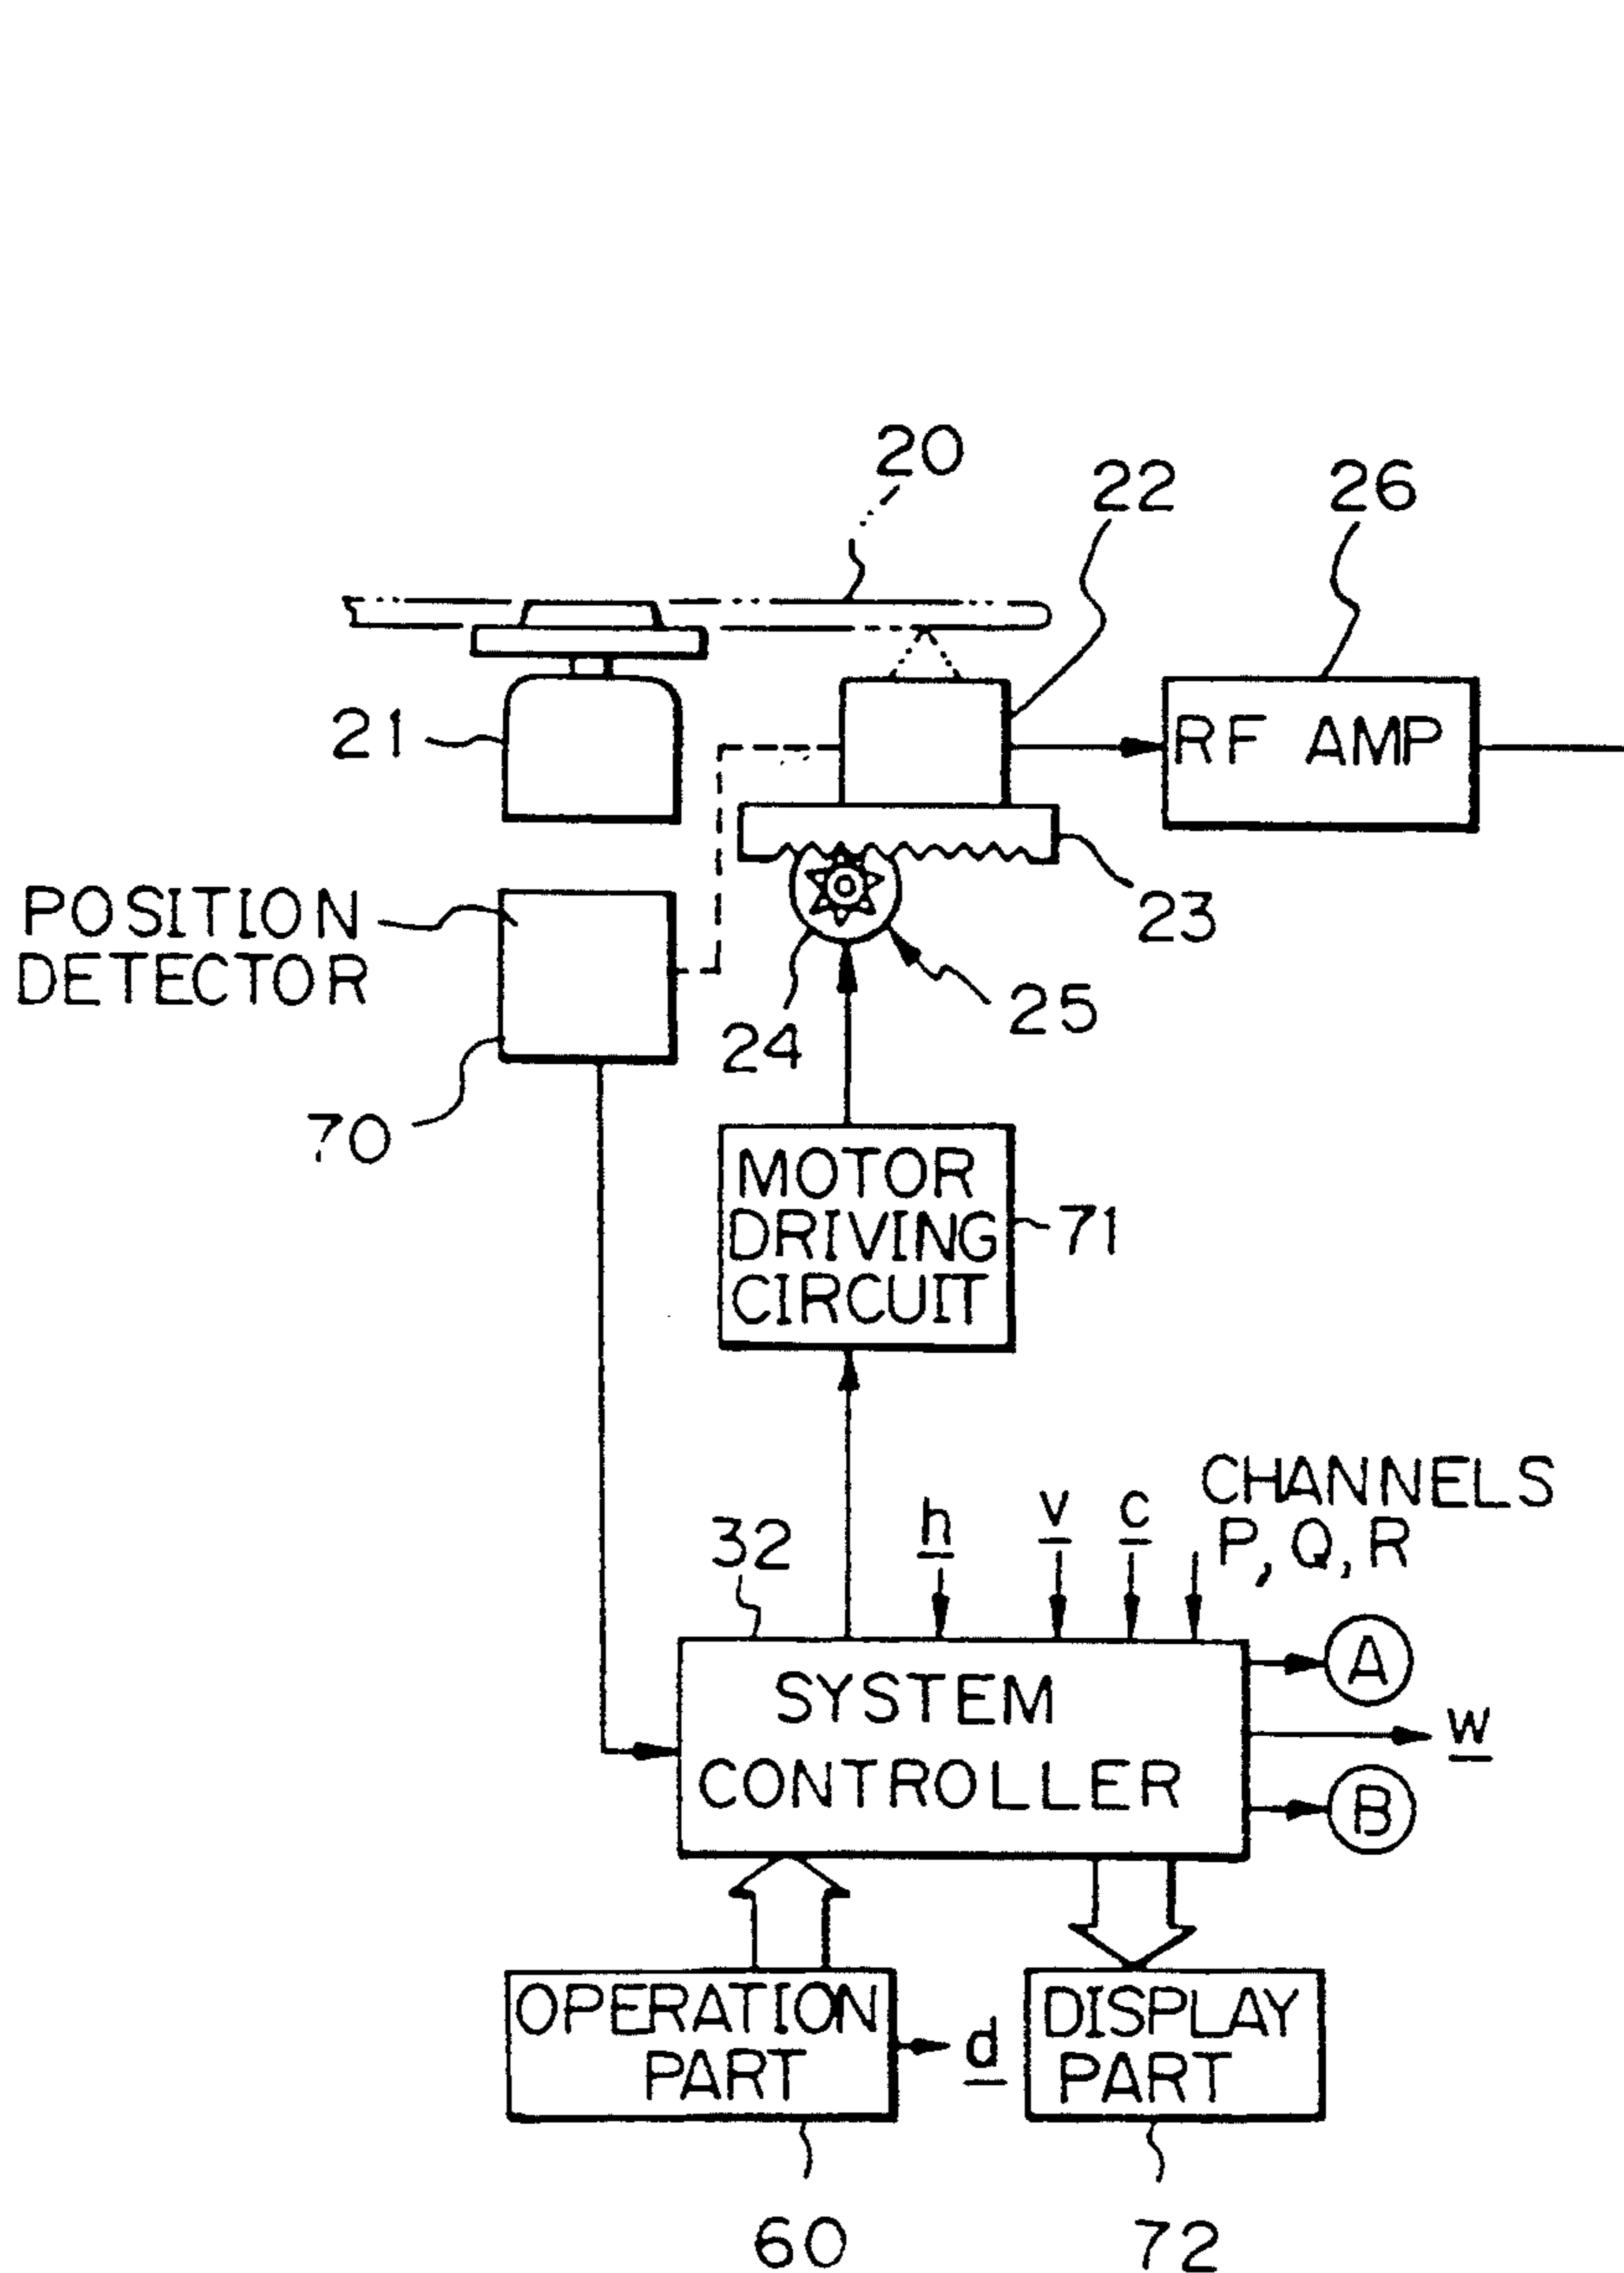 20
22
26
21
RF AMP
POSITION
DETECTOR
23
25
24
70
MOTOR
DRIVING
CIRCUIT
71
CHANNELS
P, Q, R
h
v
c
32
A
SYSTEM
CONTROLLER
w
B
OPERATION
PART
d
DISPLAY
PART
60
72